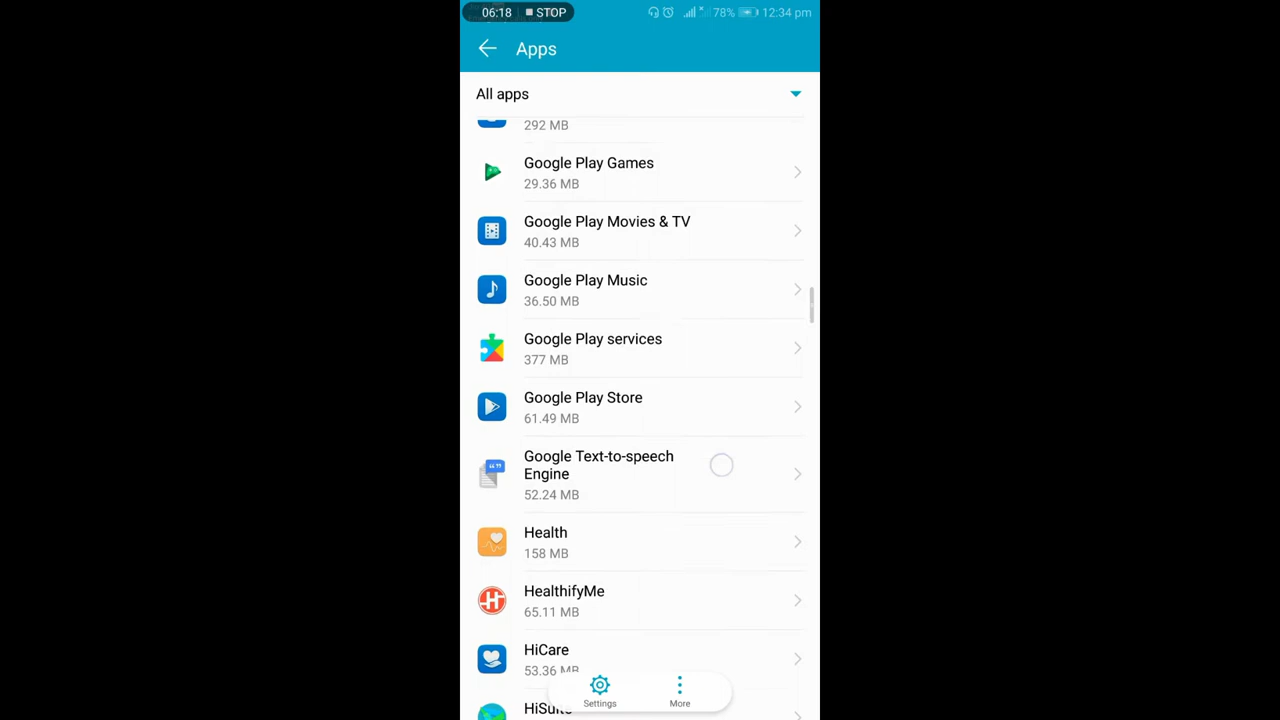 06:18 STOP
78% 12:34 pm
Apps
All apps
292 MB
Google Play Games
29.36 MB
Google Play Movies & TV
40.43 MB
Google Play Music
36.50 MB
Google Play services
377 MB
Google Play Store
61.49 MB
Google Text-to-speech
Engine
52.24 MB
Health
158 MB
HealthifyMe
65.11 MB
HiCare
53.36 MB
HiSuite
Settings
More